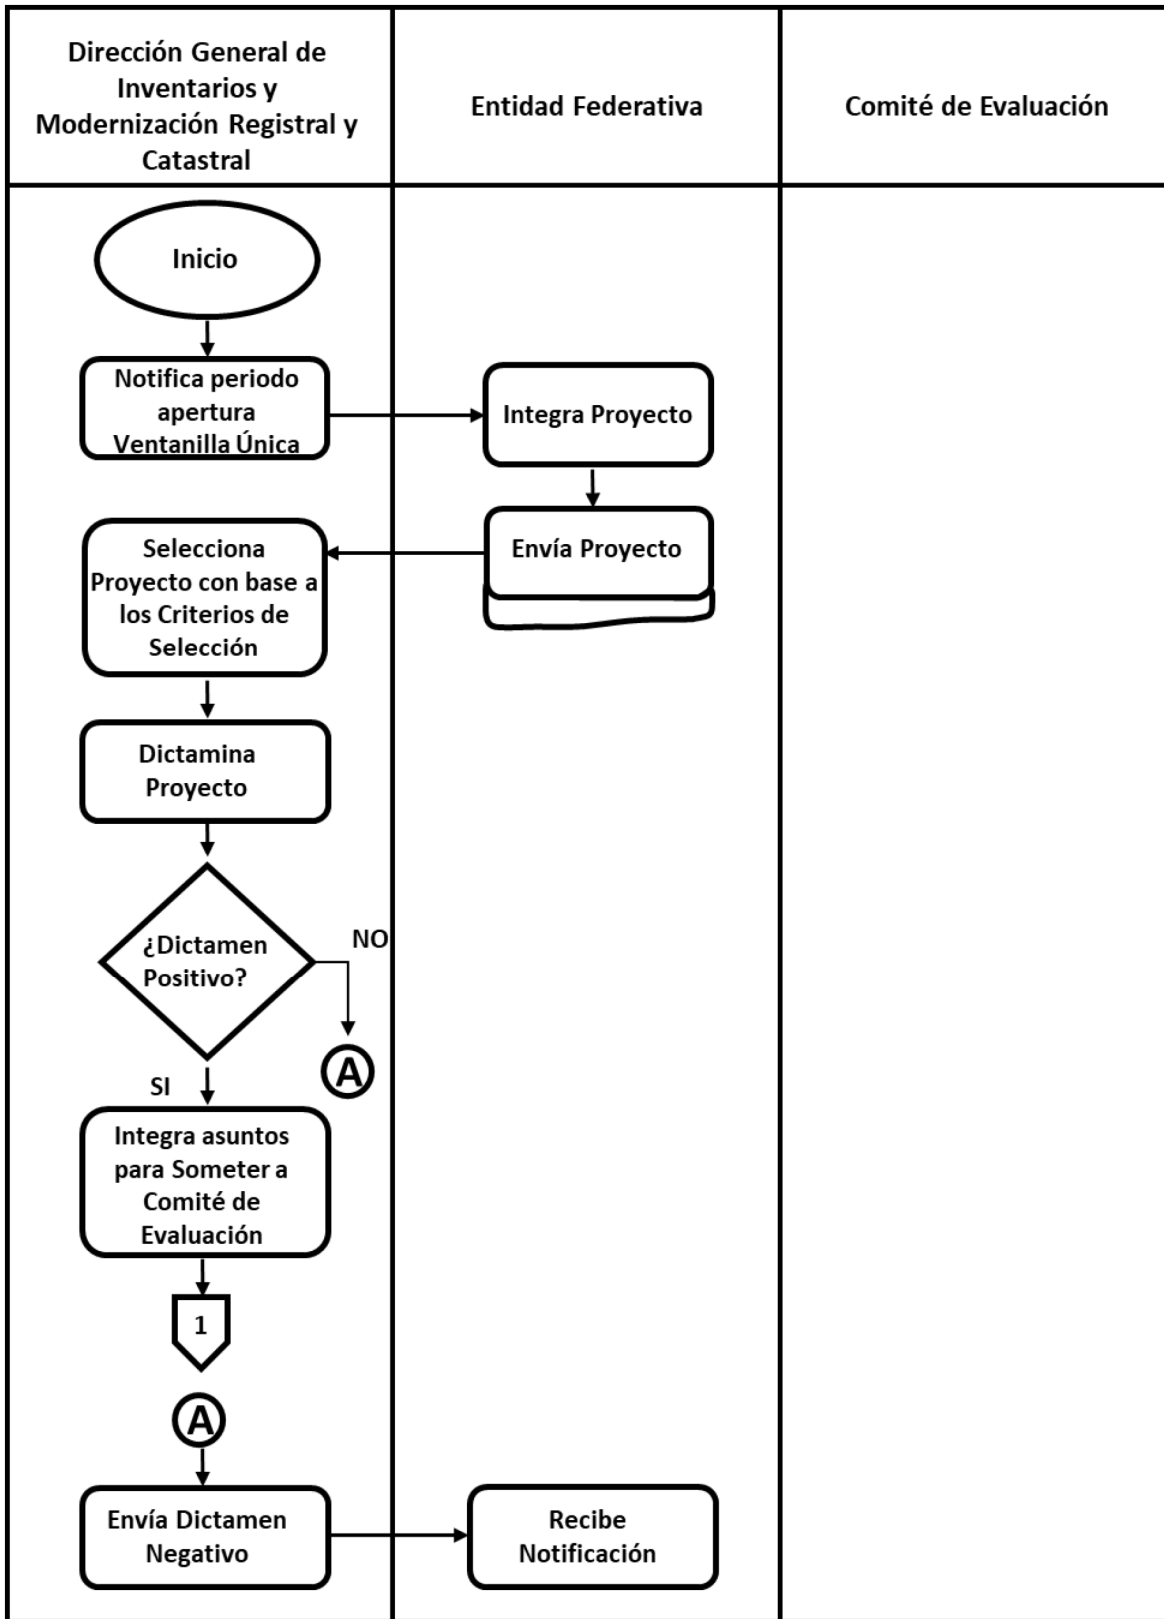 Dirección General de
Inventarios y
Modernización Registral y
Catastral
Entidad Federativa
Comité de Evaluación
Inicio
Notifica periodo
apertura
Ventanilla Única
Integra Proyecto
Envía Proyecto
Selecciona
Proyecto con base a
los Criterios de
Selección
Dictamina
Proyecto
¿Dictamen
Positivo?
NO
A
SI
Integra asuntos
para Someter a
Comité de
Evaluación
1
A
Envía Dictamen
Negativo
Recibe
Notificación